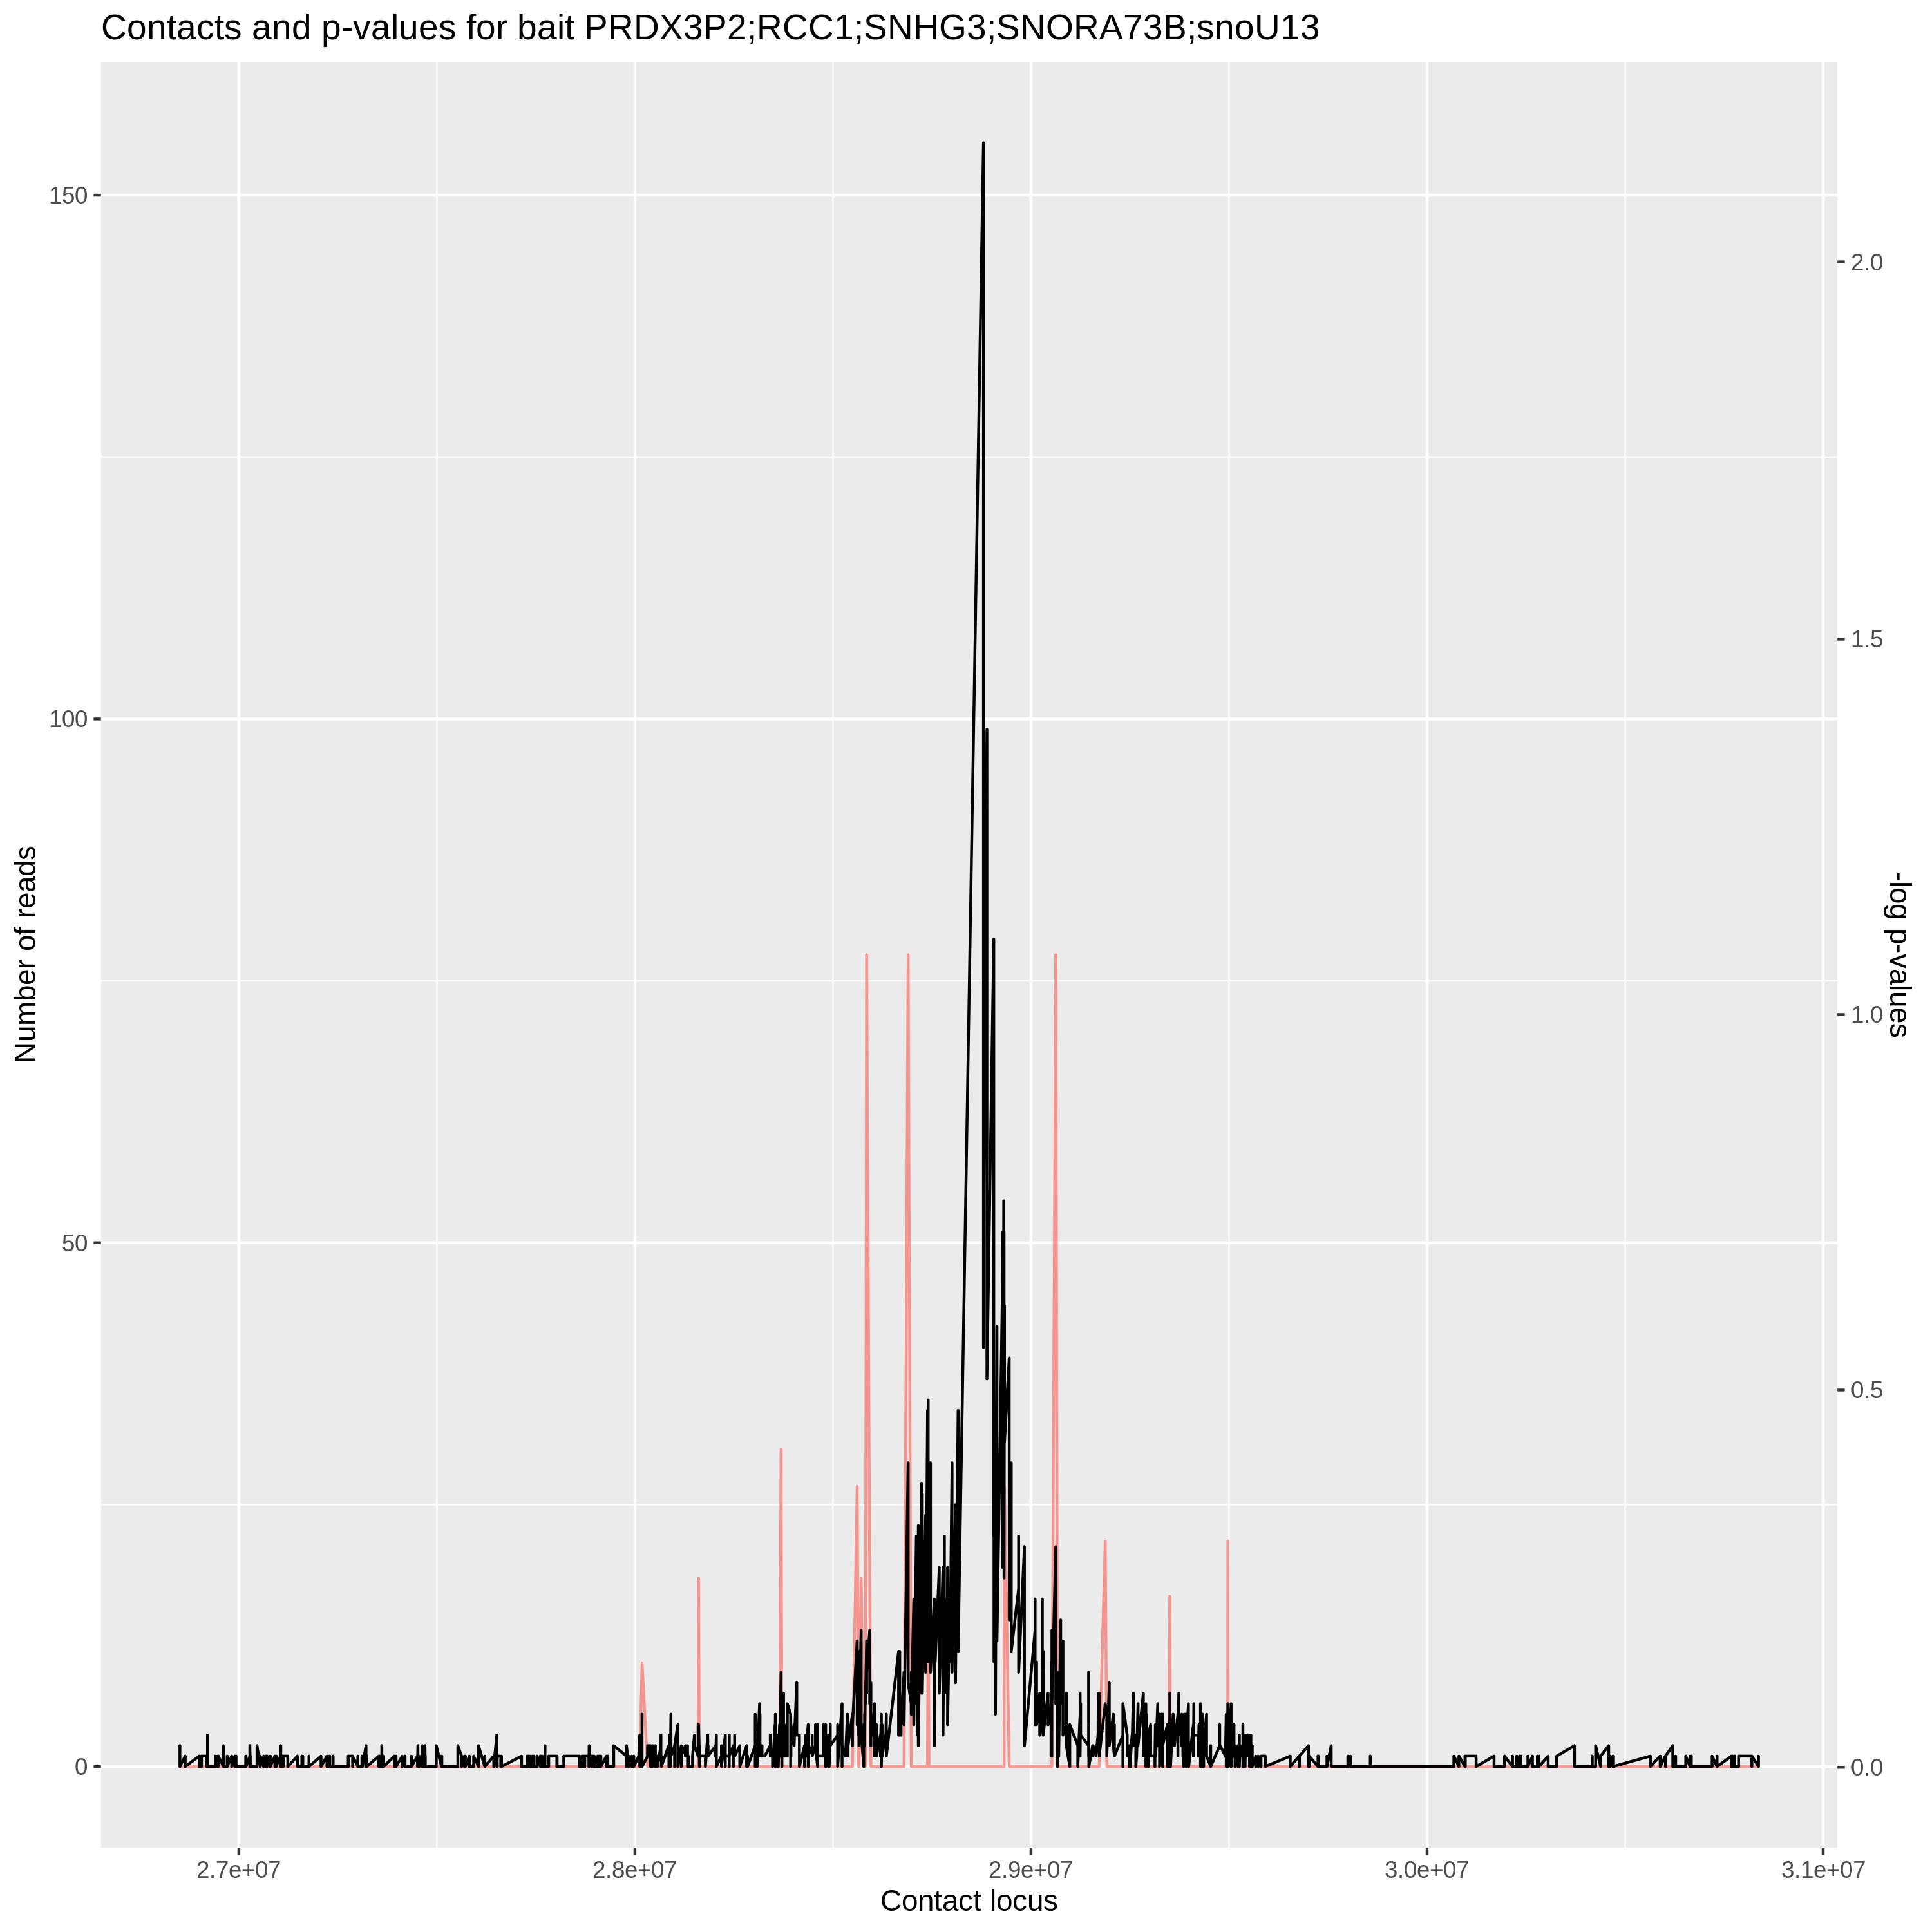 Contacts and p-values for bait PRDX3P2;RCC1;SNHG3;SNORA73B;snoU13
150
100
50
0
Number of reads
2.0
1.5
1.0
0.5
0.0
-log p-values
2.7e+07 2.8e+07 2.9e+07 3.0e+07 3.1e+07
Contact locus